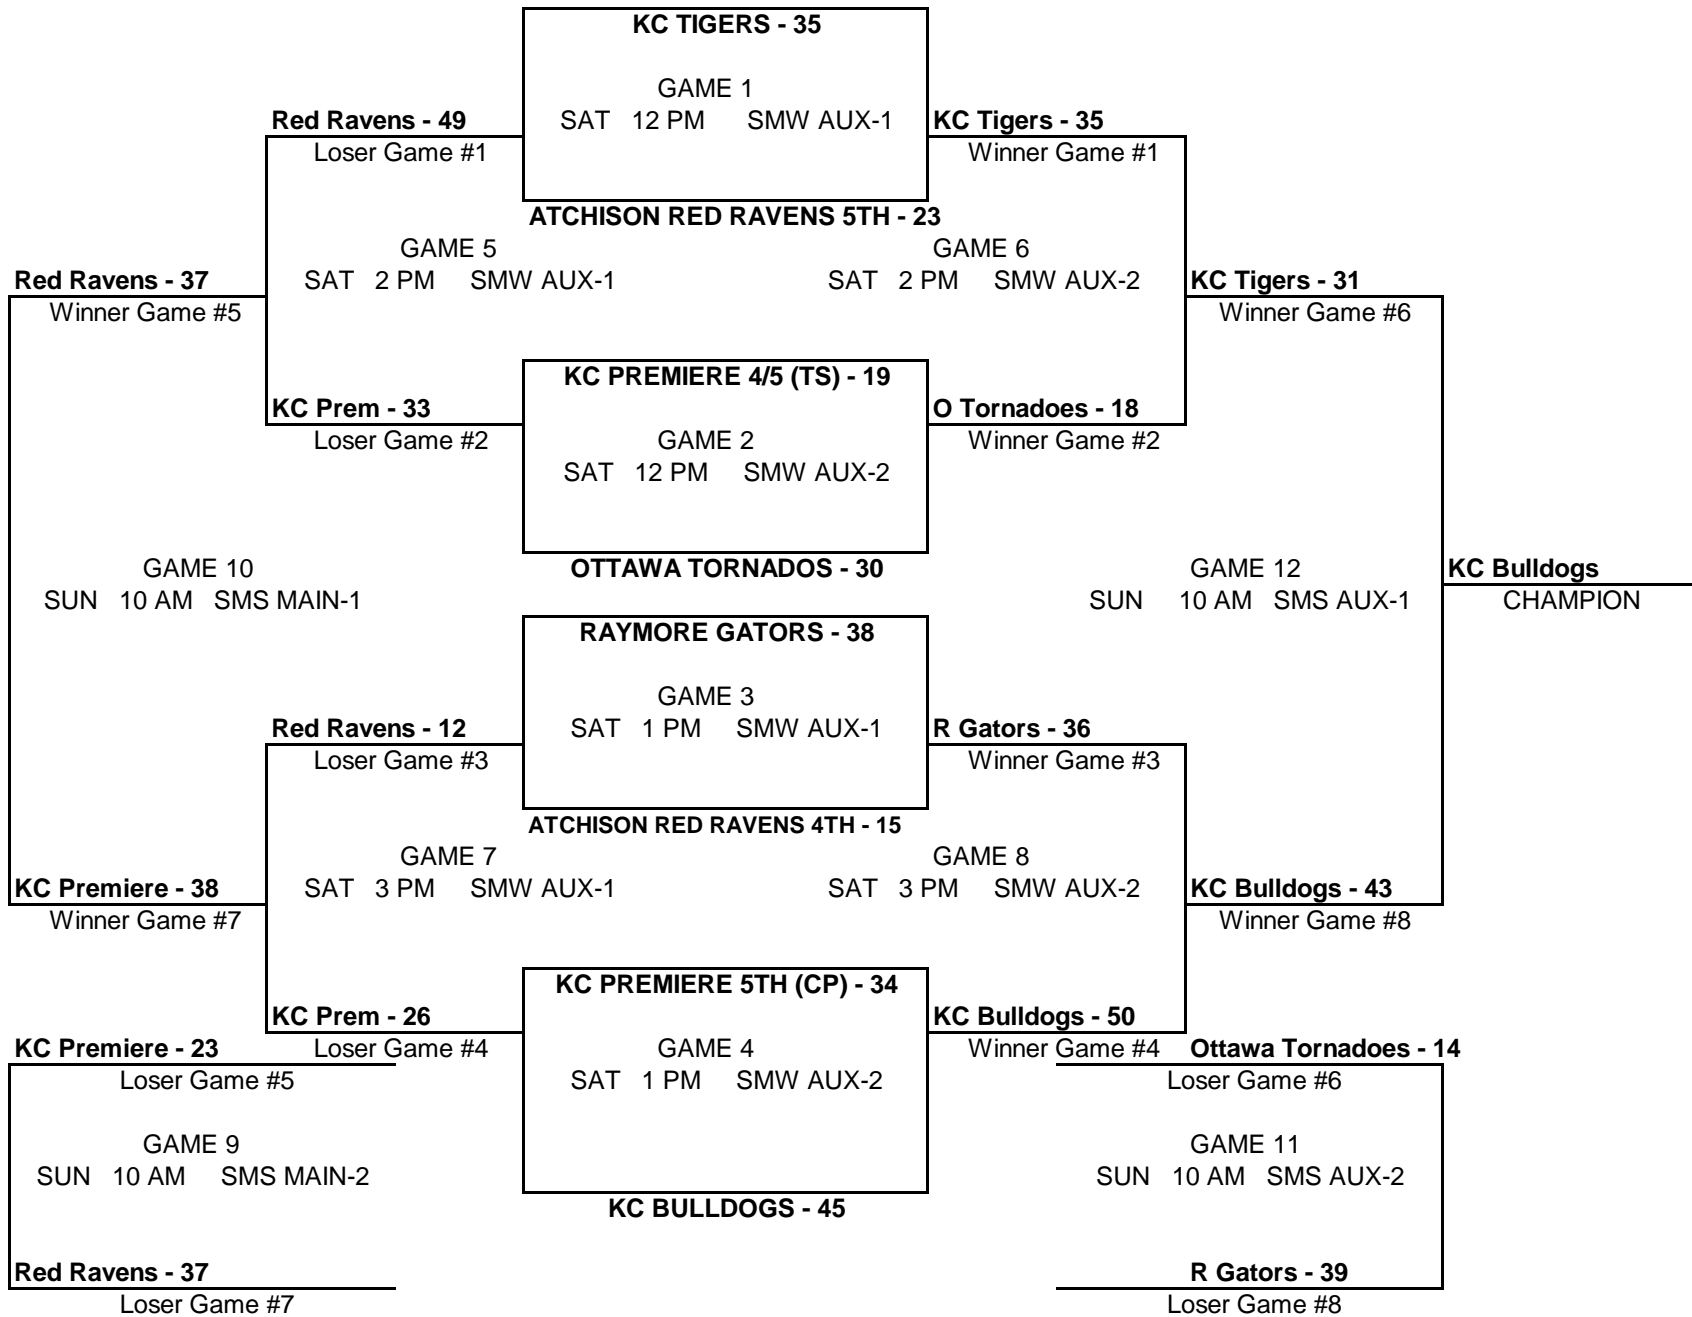 KC TIGERS - 35
GAME 1
SAT 12 PM SMW AUX-1
Red Ravens - 49
Loser Game #1
KC Tigers - 35
Winner Game #1
ATCHISON RED RAVENS 5TH - 23
GAME 5
SAT 2 PM SMW AUX-1
GAME 6
SAT 2 PM SMW AUX-2
Red Ravens - 37
Winner Game #5
KC Tigers - 31
Winner Game #6
KC PREMIERE 4/5 (TS) - 19
KC Prem - 33
Loser Game #2
GAME 2
SAT 12 PM SMW AUX-2
O Tornadoes - 18
Winner Game #2
OTTAWA TORNADOS - 30
GAME 10
SUN 10 AM SMS MAIN-1
GAME 12
SUN 10 AM SMS AUX-1
KC Bulldogs
CHAMPION
RAYMORE GATORS - 38
GAME 3
SAT 1 PM SMW AUX-1
Red Ravens - 12
Loser Game #3
R Gators - 36
Winner Game #3
ATCHISON RED RAVENS 4TH - 15
GAME 7
SAT 3 PM SMW AUX-1
GAME 8
SAT 3 PM SMW AUX-2
KC Premiere - 38
Winner Game #7
KC Bulldogs - 43
Winner Game #8
KC PREMIERE 5TH (CP) - 34
KC Prem - 26
Loser Game #4
GAME 4
SAT 1 PM SMW AUX-2
KC Bulldogs - 50
Winner Game #4
KC BULLDOGS - 45
KC Premiere - 23
Loser Game #5
GAME 9
SUN 10 AM SMS MAIN-2
Red Ravens - 37
Loser Game #7
Ottawa Tornadoes - 14
Loser Game #6
GAME 11
SUN 10 AM SMS AUX-2
R Gators - 39
Loser Game #8